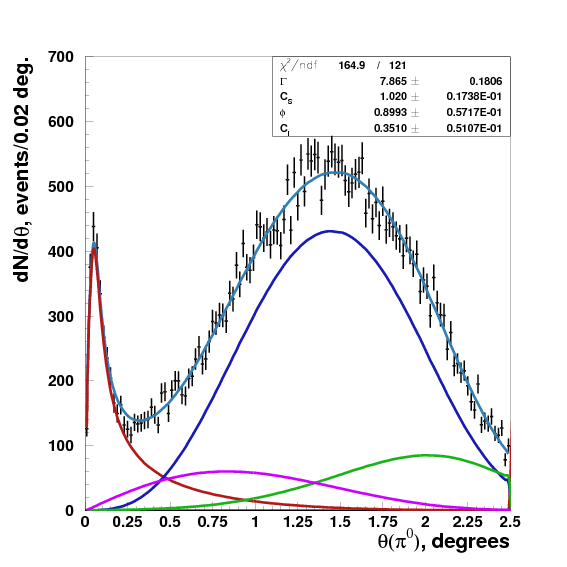 χ²/ndf 164.9 / 121
Γ 7.865 ± 0.1806
C_S 1.020 ± 0.1738E-01
ϕ 0.8993 ± 0.5717E-01
C_I 0.3510 ± 0.5107E-01
dN/dθ, events/0.02 deg.
700
600
500
400
300
200
100
0
0 0.25 0.5 0.75 1 1.25 1.5 1.75 2 2.25 2.5
θ(π⁰), degrees